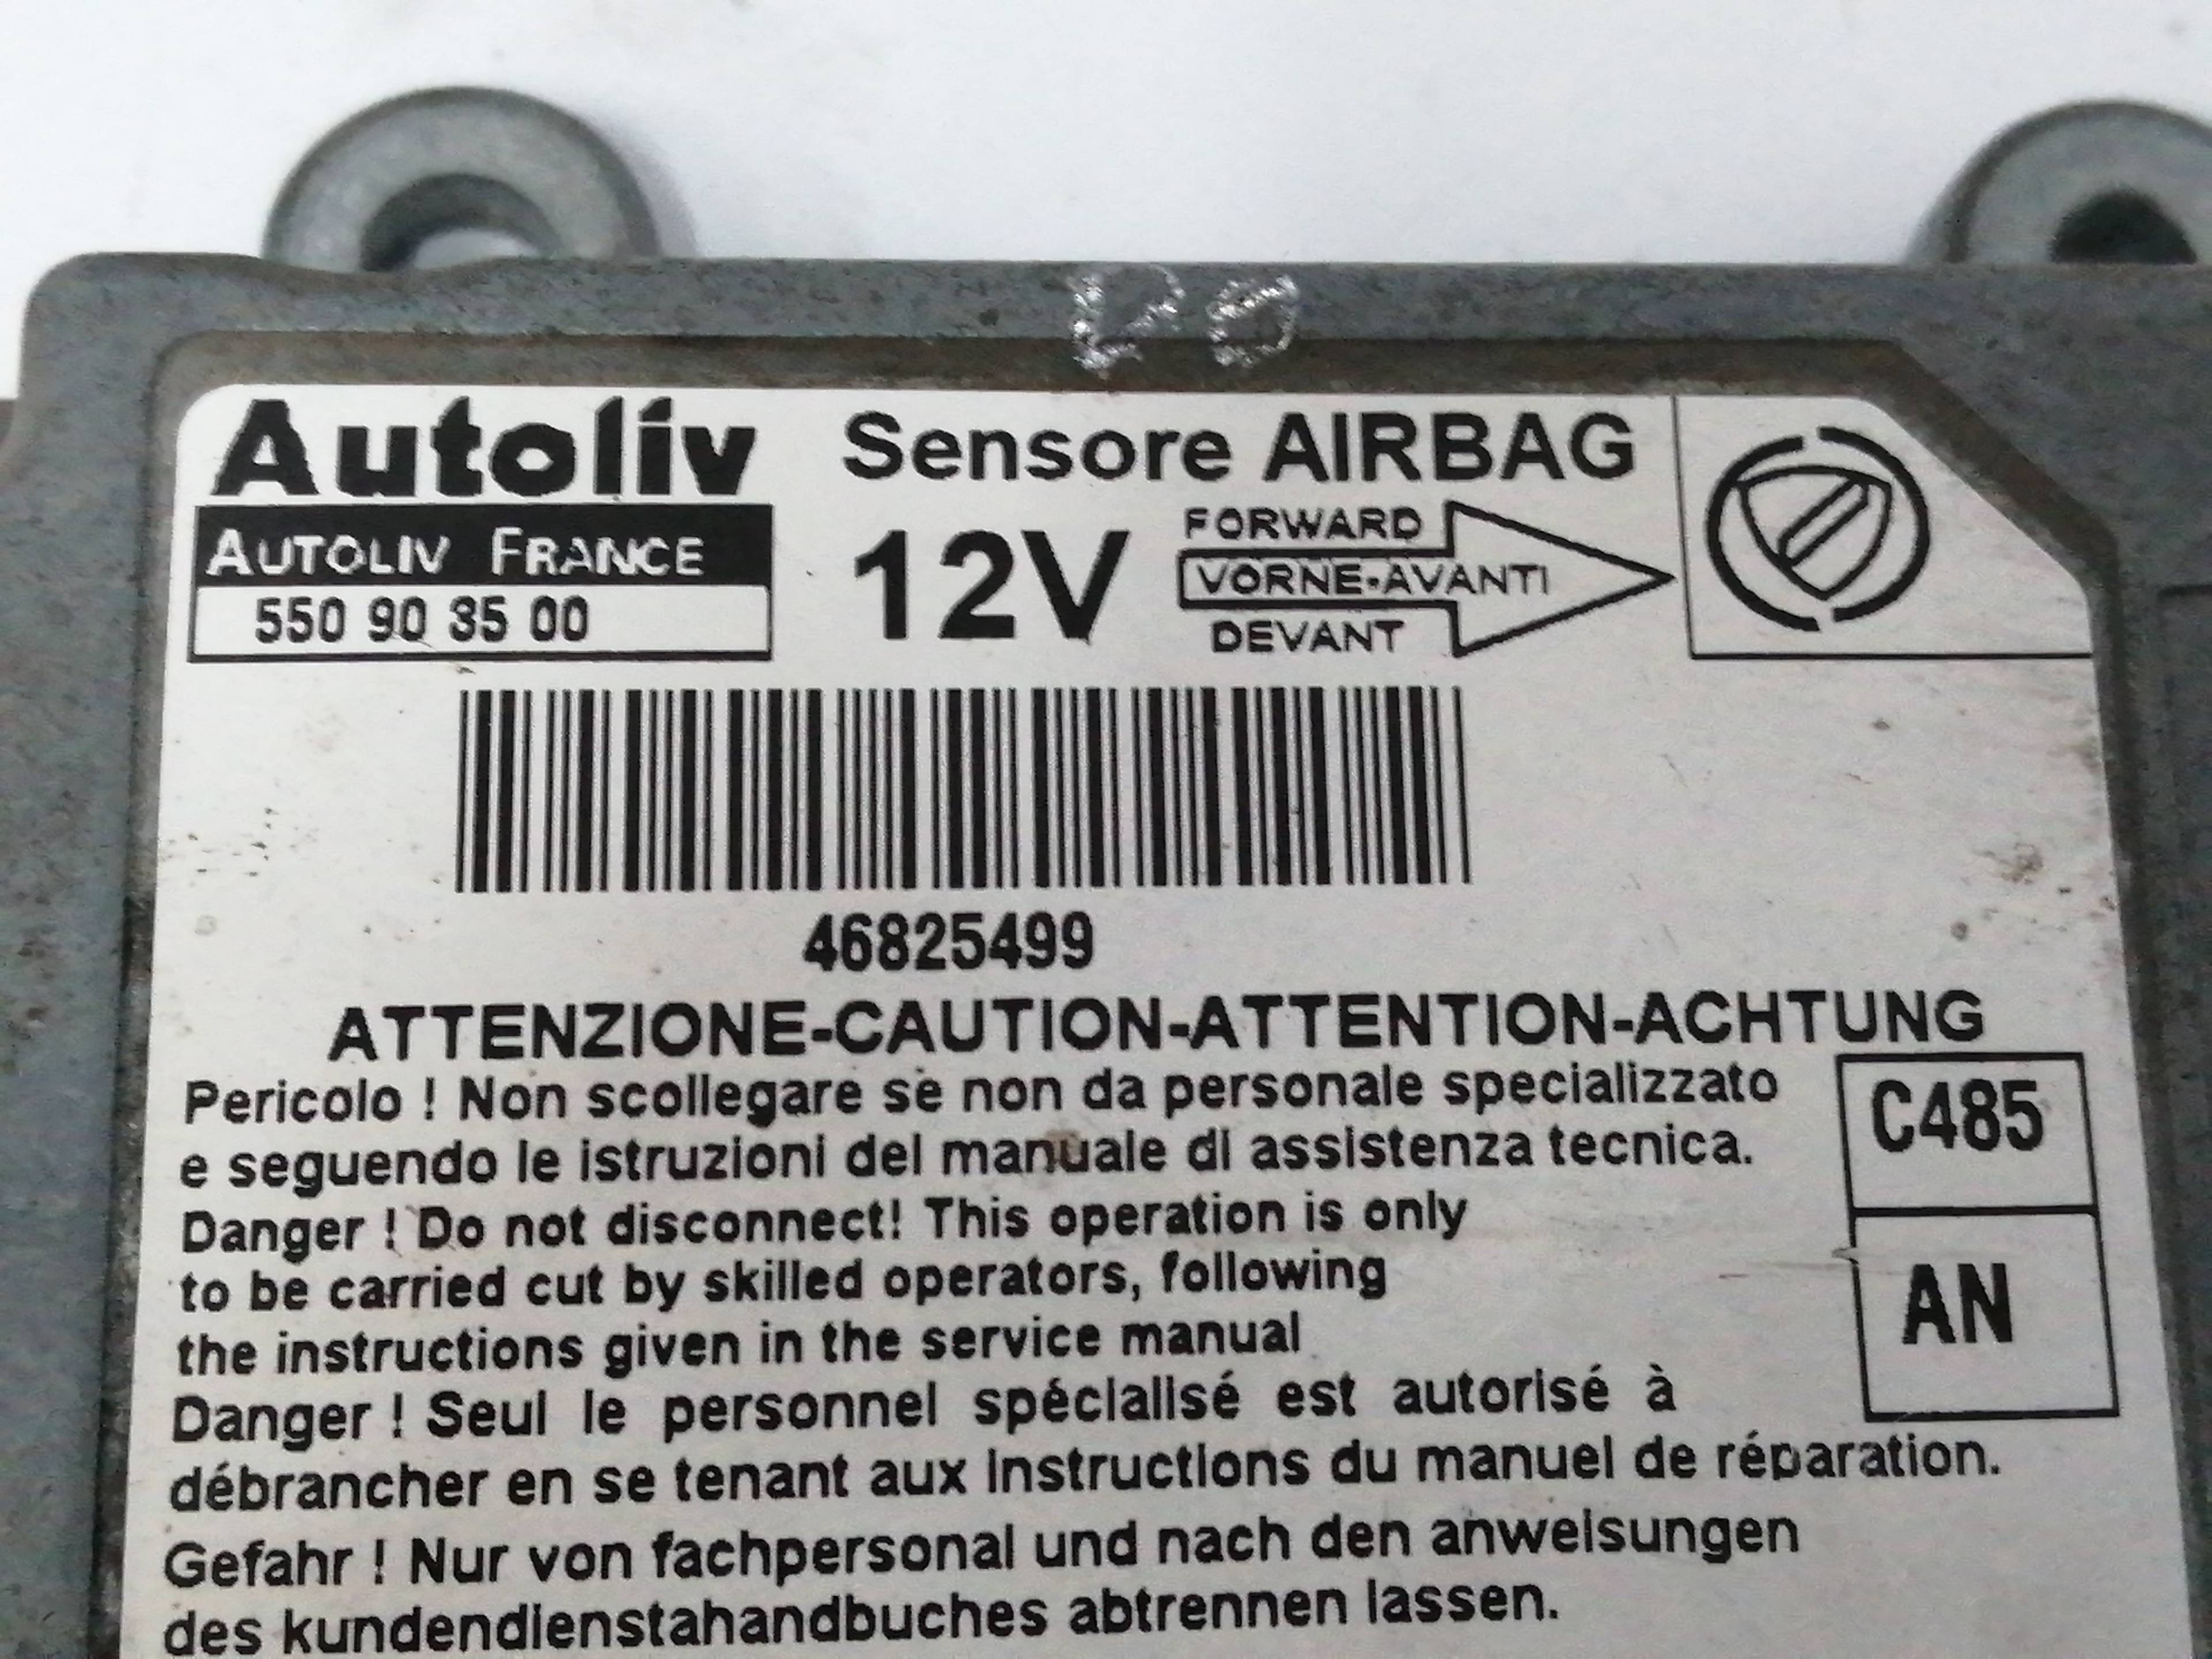 Autoliv Sensore AIRBAG
AUTOLIV FRANCE
550 90 35 00
12V
FORWARD
VORNE-AVANTI
DEVANT
46825499
ATTENZIONE-CAUTION-ATTENTION-ACHTUNG
Pericolo ! Non scollegare se non da personale specializzato
e seguendo le istruzioni del manuale di assistenza tecnica.
Danger ! Do not disconnect! This operation is only
to be carried cut by skilled operators, following
the instructions given in the service manual
Danger ! Seul le personnel spécialisé est autorisé à
débrancher en se tenant aux instructions du manuel de réparation.
Gefahr ! Nur von fachpersonal und nach den anweisungen
des kundendienstahandbuches abtrennen lassen.
C485
AN